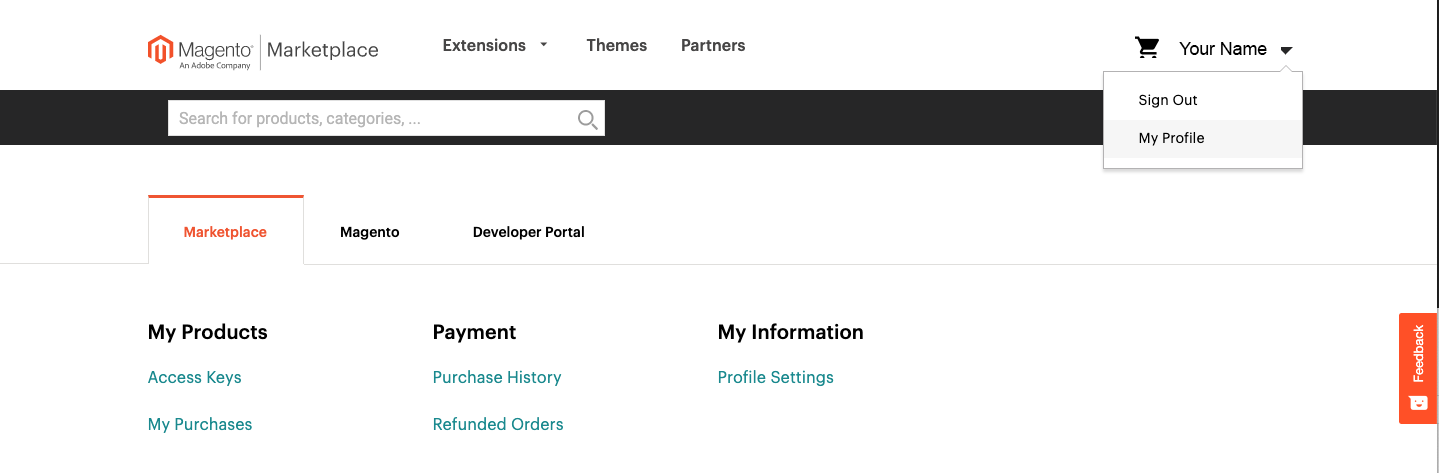 Magento® Marketplace
An Adobe Company
Extensions
Themes
Partners
Your Name
Sign Out
My Profile
Search for products, categories, ...
Marketplace
Magento
Developer Portal
My Products
Payment
My Information
Access Keys
Purchase History
Profile Settings
My Purchases
Refunded Orders
Feedback